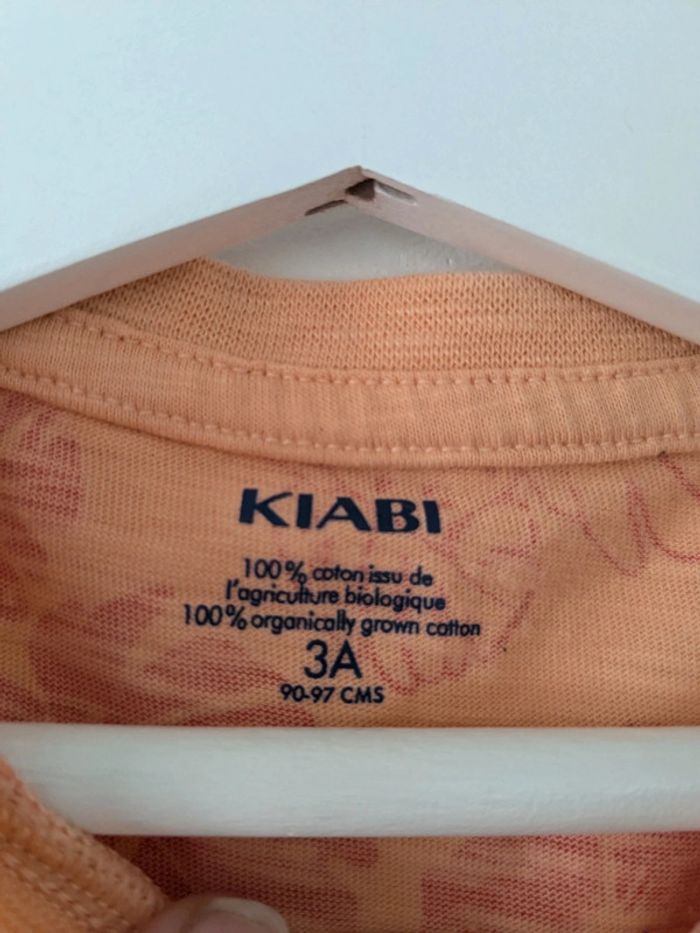 KIABI
100% coton issu de
l'agriculture biologique
100% organically grown cotton
3A
90-97 CMS